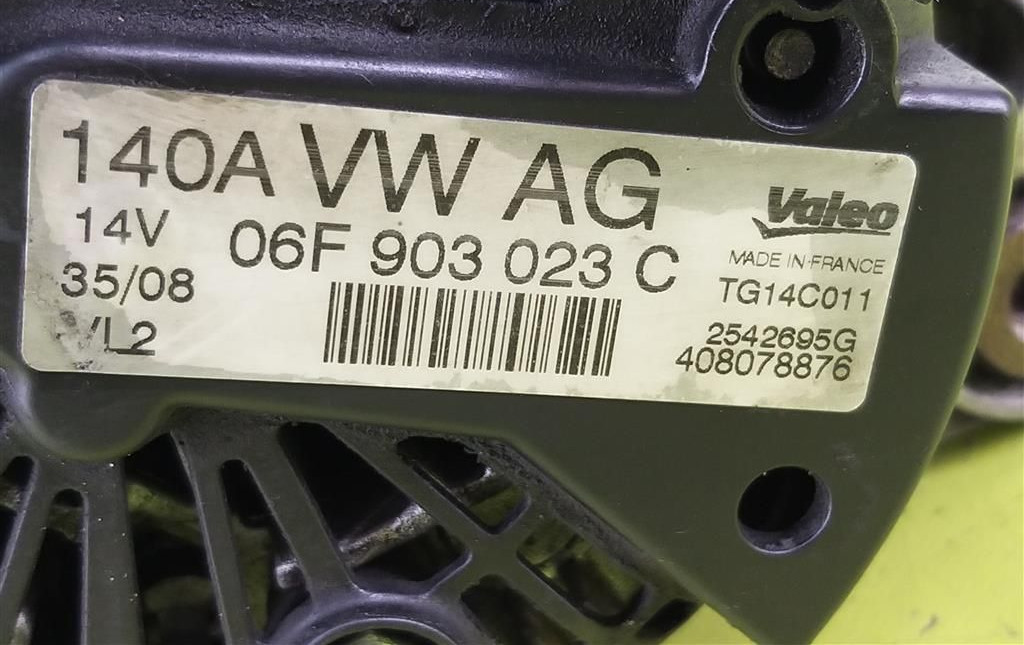 140A VW AG
14V 06F 903 023 C
35/08
VL2
Valeo
MADE IN FRANCE
TG14C011
2542695G
408078876